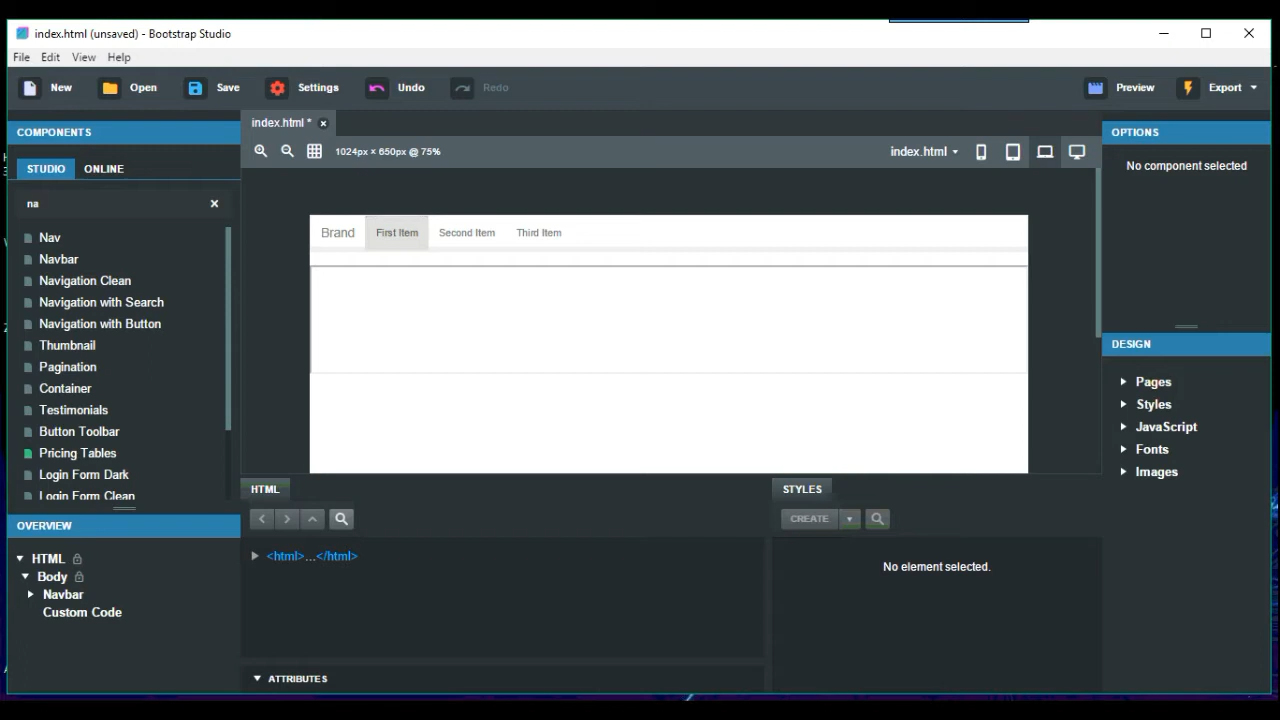 index.html (unsaved) - Bootstrap Studio
File Edit View Help
New Open Save Settings Undo Redo Preview Export
COMPONENTS
STUDIO ONLINE
na
Nav
Navbar
Navigation Clean
Navigation with Search
Navigation with Button
Thumbnail
Pagination
Container
Testimonials
Button Toolbar
Pricing Tables
Login Form Dark
Login Form Clean
OVERVIEW
HTML
Body
Navbar
Custom Code
index.html *
1024px × 650px @ 75%
index.html
Brand First Item Second Item Third Item
HTML
<html>...</html>
ATTRIBUTES
STYLES
CREATE
No element selected.
OPTIONS
No component selected
DESIGN
Pages
Styles
JavaScript
Fonts
Images